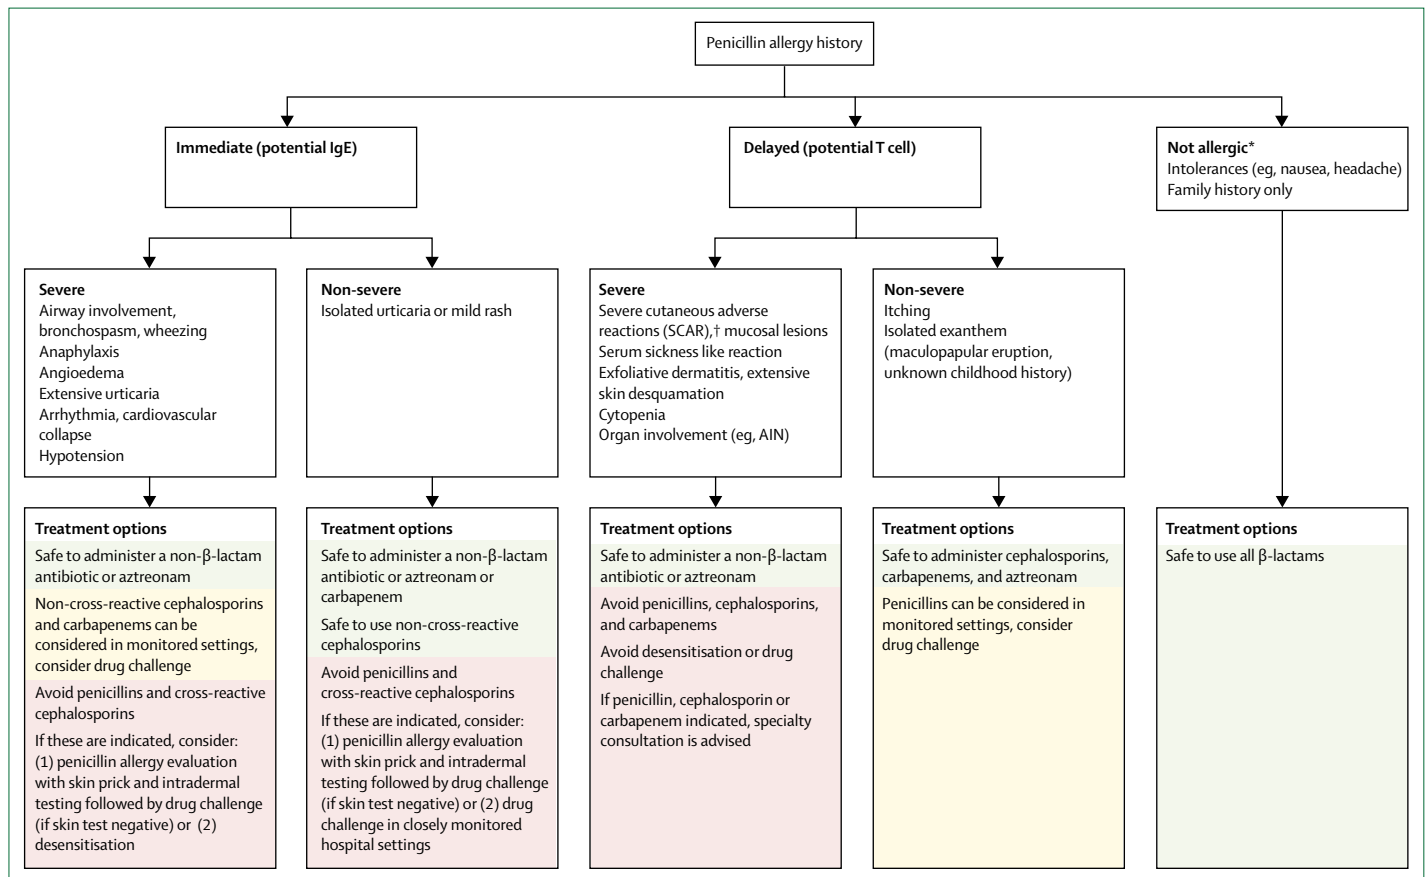 Penicillin allergy history
Immediate (potential IgE)
Delayed (potential T cell)
Not allergic*
Intolerances (eg, nausea, headache)
Family history only
Severe
Airway involvement,
bronchospasm, wheezing
Anaphylaxis
Angioedema
Extensive urticaria
Arrhythmia, cardiovascular
collapse
Hypotension
Non-severe
Isolated urticaria or mild rash
Severe
Severe cutaneous adverse
reactions (SCAR),† mucosal lesions
Serum sickness like reaction
Exfoliative dermatitis, extensive
skin desquamation
Cytopenia
Organ involvement (eg, AIN)
Non-severe
Itching
Isolated exanthem
(maculopapular eruption,
unknown childhood history)
Treatment options
Safe to administer a non-β-lactam
antibiotic or aztreonam
Non-cross-reactive cephalosporins
and carbapenems can be
considered in monitored settings,
consider drug challenge
Avoid penicillins and cross-reactive
cephalosporins
If these are indicated, consider:
(1) penicillin allergy evaluation
with skin prick and intradermal
testing followed by drug challenge
(if skin test negative) or (2)
desensitisation
Treatment options
Safe to administer a non-β-lactam
antibiotic or aztreonam or
carbapenem
Safe to use non-cross-reactive
cephalosporins
Avoid penicillins and
cross-reactive cephalosporins
If these are indicated, consider:
(1) penicillin allergy evaluation
with skin prick and intradermal
testing followed by drug challenge
(if skin test negative) or (2) drug
challenge in closely monitored
hospital settings
Treatment options
Safe to administer a non-β-lactam
antibiotic or aztreonam
Avoid penicillins, cephalosporins,
and carbapenems
Avoid desensitisation or drug
challenge
If penicillin, cephalosporin or
carbapenem indicated, specialty
consultation is advised
Treatment options
Safe to administer cephalosporins,
carbapenems, and aztreonam
Penicillins can be considered in
monitored settings, consider
drug challenge
Treatment options
Safe to use all β-lactams